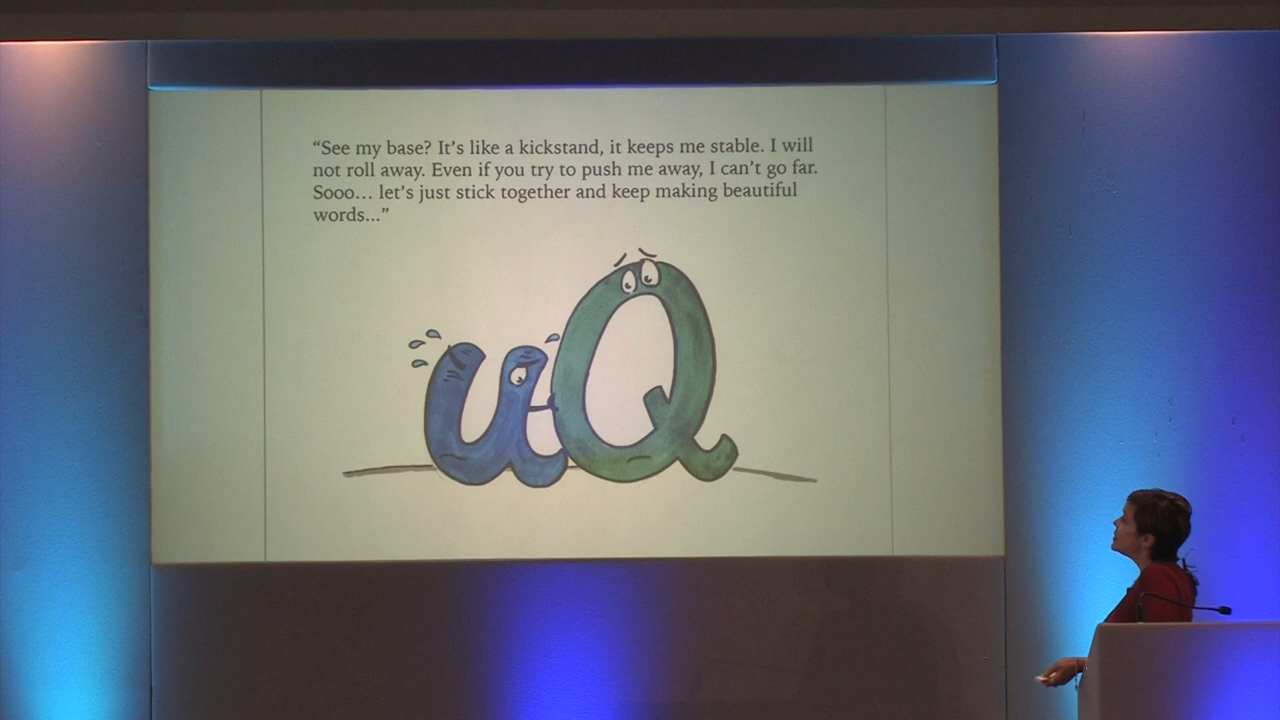 “See my base? It’s like a kickstand, it keeps me stable. I will
not roll away. Even if you try to push me away, I can’t go far.
Sooo... let’s just stick together and keep making beautiful
words...”
uQ